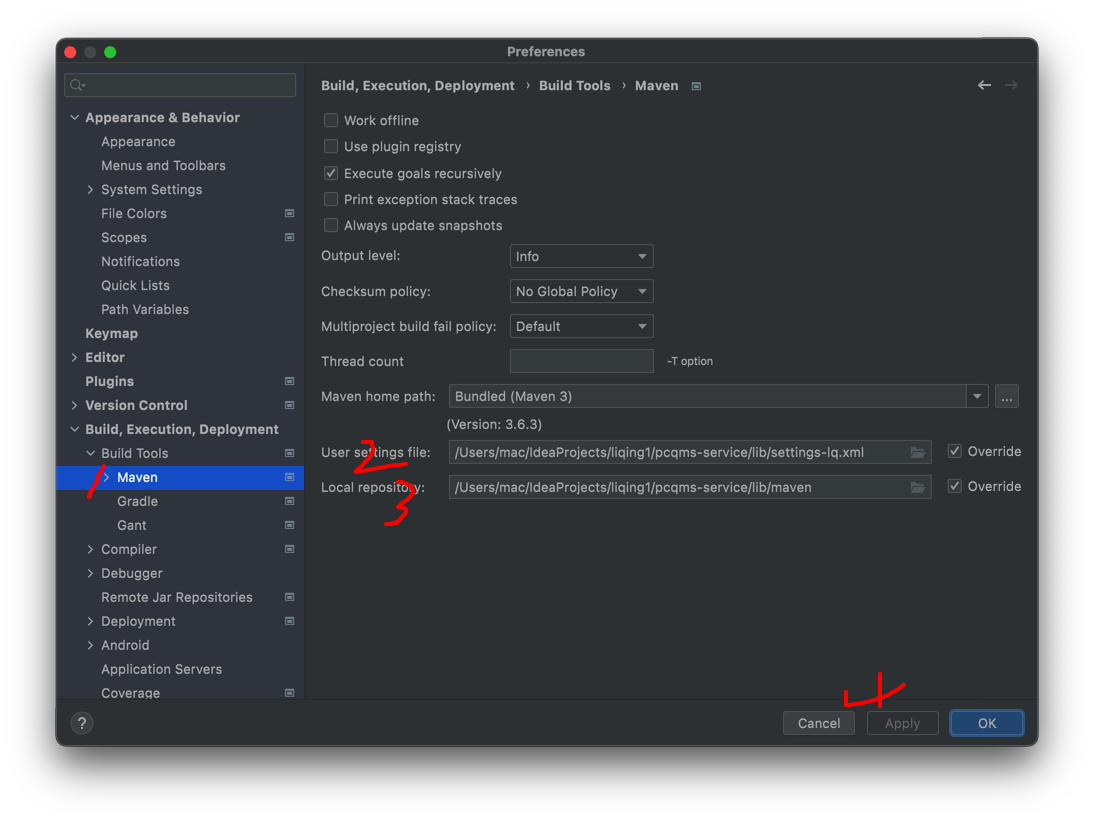 Preferences
Build, Execution, Deployment › Build Tools › Maven
Appearance & Behavior
Appearance
Menus and Toolbars
System Settings
File Colors
Scopes
Notifications
Quick Lists
Path Variables
Keymap
Editor
Plugins
Version Control
Build, Execution, Deployment
Build Tools
Maven
Gradle
Gant
Compiler
Debugger
Remote Jar Repositories
Deployment
Android
Application Servers
Coverage
1
Work offline
Use plugin registry
Execute goals recursively
Print exception stack traces
Always update snapshots
Output level: Info
Checksum policy: No Global Policy
Multiproject build fail policy: Default
Thread count -T option
Maven home path: Bundled (Maven 3) ...
(Version: 3.6.3)
User settings file: /Users/mac/IdeaProjects/liqing1/pcqms-service/lib/settings-lq.xml Override
2
Local repository: /Users/mac/IdeaProjects/liqing1/pcqms-service/lib/maven Override
3
4
? Cancel Apply OK